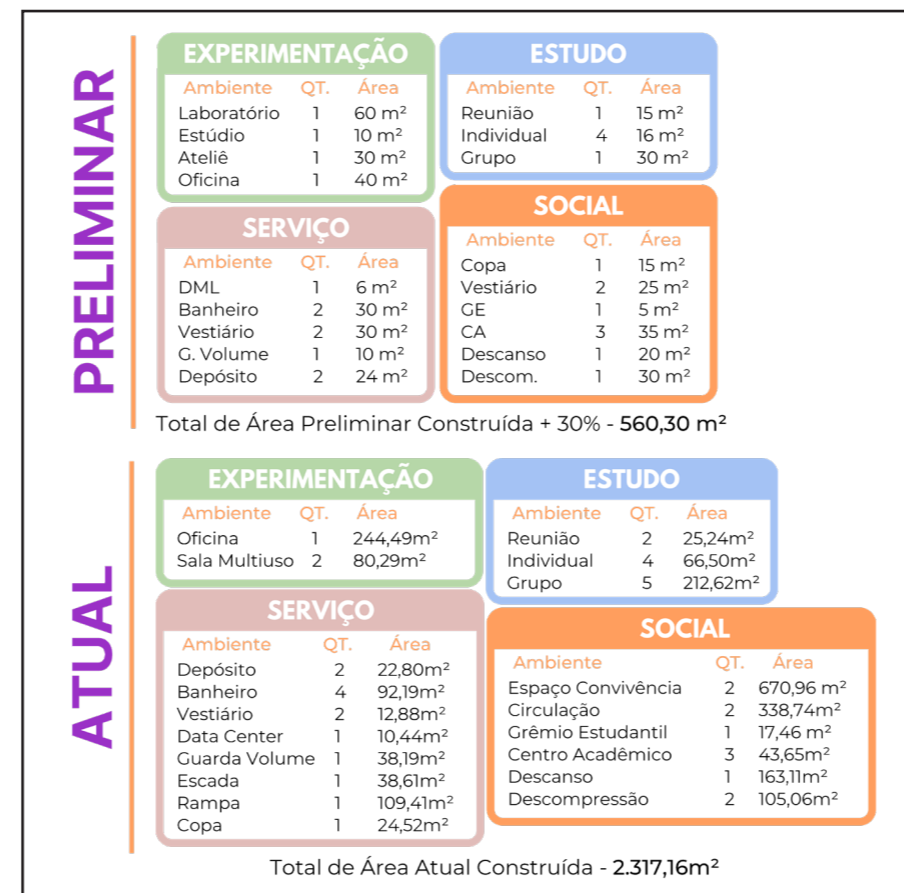 PRELIMINAR
EXPERIMENTAÇÃO
Ambiente QT. Área
Laboratório 1 60 m²
Estúdio 1 10 m²
Ateliê 1 30 m²
Oficina 1 40 m²
ESTUDO
Ambiente QT. Área
Reunião 1 15 m²
Individual 4 16 m²
Grupo 1 30 m²
SERVIÇO
Ambiente QT. Área
DML 1 6 m²
Banheiro 2 30 m²
Vestiário 2 30 m²
G. Volume 1 10 m²
Depósito 2 24 m²
SOCIAL
Ambiente QT. Área
Copa 1 15 m²
Vestiário 2 25 m²
GE 1 5 m²
CA 3 35 m²
Descanso 1 20 m²
Descom. 1 30 m²
Total de Área Preliminar Construída + 30% - 560,30 m²
ATUAL
EXPERIMENTAÇÃO
Ambiente QT. Área
Oficina 1 244,49m²
Sala Multiuso 2 80,29m²
ESTUDO
Ambiente QT. Área
Reunião 2 25,24m²
Individual 4 66,50m²
Grupo 5 212,62m²
SERVIÇO
Ambiente QT. Área
Depósito 2 22,80m²
Banheiro 4 92,19m²
Vestiário 2 12,88m²
Data Center 1 10,44m²
Guarda Volume 1 38,19m²
Escada 1 38,61m²
Rampa 1 109,41m²
Copa 1 24,52m²
SOCIAL
Ambiente QT. Área
Espaço Convivência 2 670,96 m²
Circulação 2 338,74m²
Grêmio Estudantil 1 17,46 m²
Centro Acadêmico 3 43,65m²
Descanso 1 163,11m²
Descompressão 2 105,06m²
Total de Área Atual Construída - 2.317,16m²